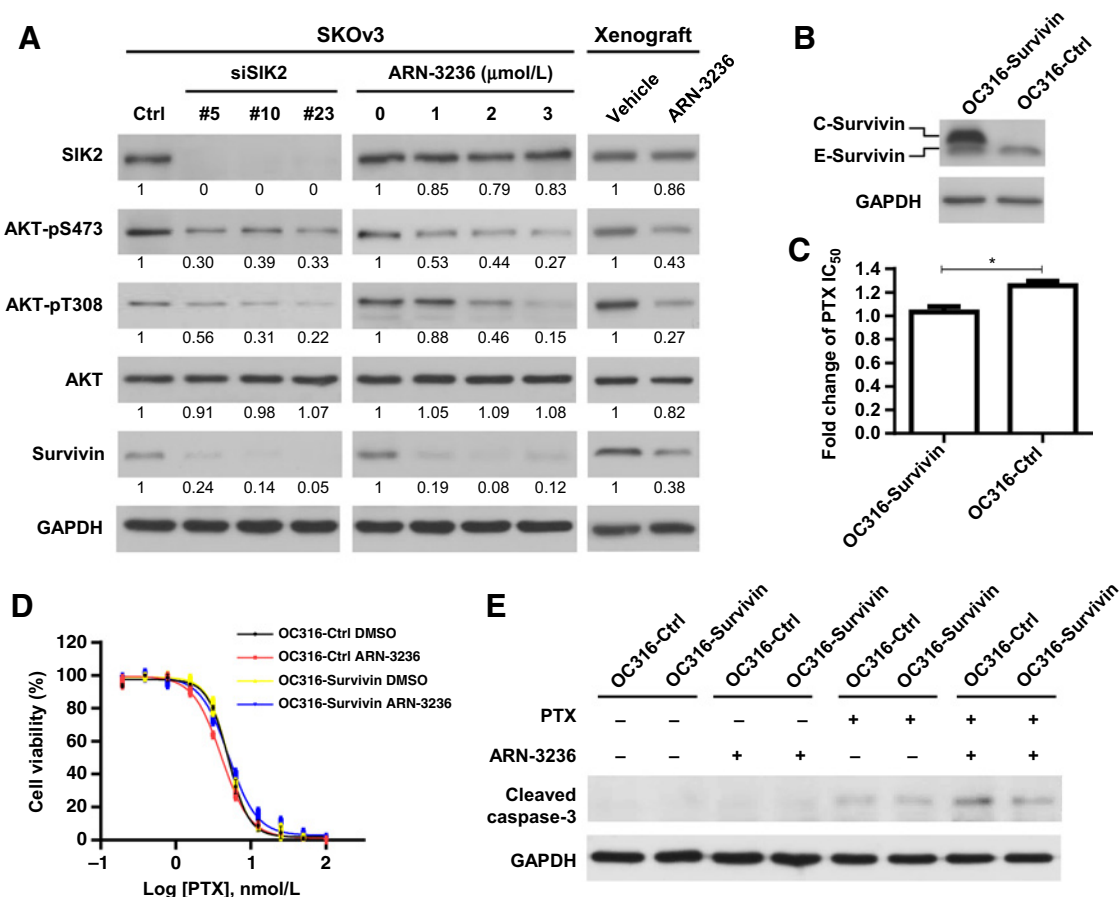 A
SKOv3
Xenograft
siSIK2
ARN-3236 (μmol/L)
Vehicle
ARN-3236
Ctrl #5 #10 #23 0 1 2 3
SIK2
1 0 0 0 1 0.85 0.79 0.83 1 0.86
AKT-pS473
1 0.30 0.39 0.33 1 0.53 0.44 0.27 1 0.43
AKT-pT308
1 0.56 0.31 0.22 1 0.88 0.46 0.15 1 0.27
AKT
1 0.91 0.98 1.07 1 1.05 1.09 1.08 1 0.82
Survivin
1 0.24 0.14 0.05 1 0.19 0.08 0.12 1 0.38
GAPDH
B
OC316-Survivin
OC316-Ctrl
C-Survivin
E-Survivin
GAPDH
C
Fold change of PTX IC50
1.4
1.2
1.0
0.8
0.6
0.4
0.2
0.0
*
OC316-Survivin
OC316-Ctrl
D
Cell viability (%)
120
100
80
60
40
20
0
−1 0 1 2
Log [PTX], nmol/L
OC316-Ctrl DMSO
OC316-Ctrl ARN-3236
OC316-Survivin DMSO
OC316-Survivin ARN-3236
E
OC316-Ctrl
OC316-Survivin
OC316-Ctrl
OC316-Survivin
OC316-Ctrl
OC316-Survivin
OC316-Ctrl
OC316-Survivin
PTX – – – – + + + +
ARN-3236 – – + + – – + +
Cleaved
caspase-3
GAPDH